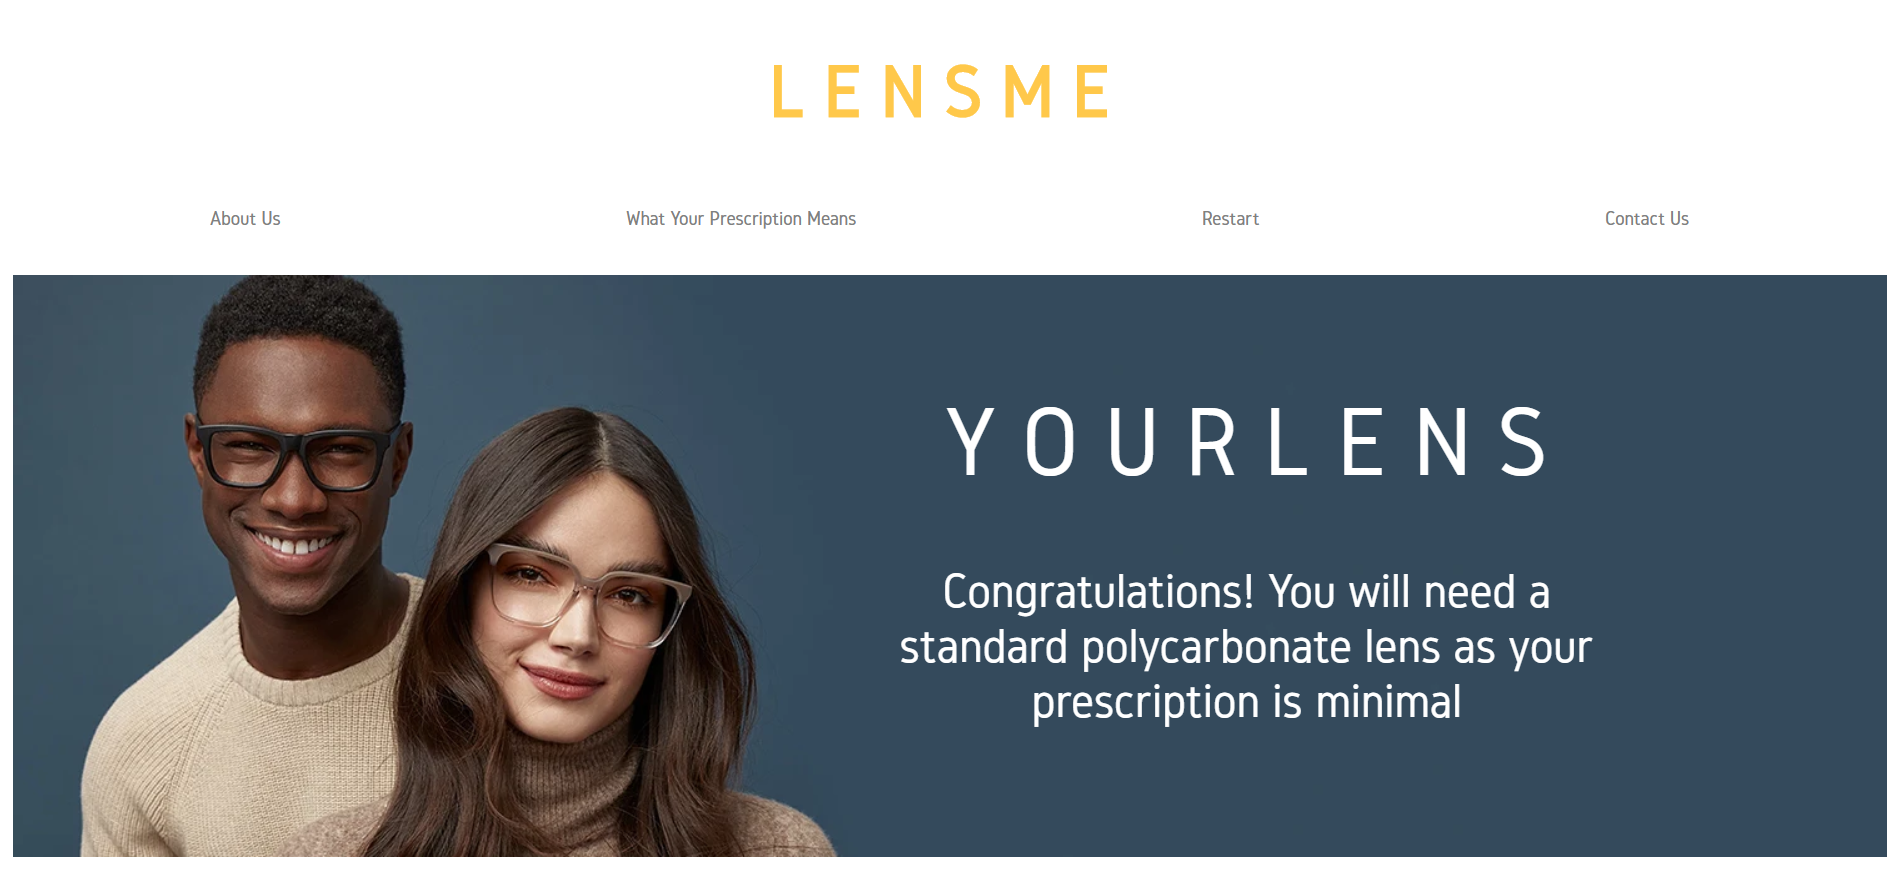 LENSME
About Us
What Your Prescription Means
Restart
Contact Us
YOURLENS
Congratulations! You will need a
standard polycarbonate lens as your
prescription is minimal